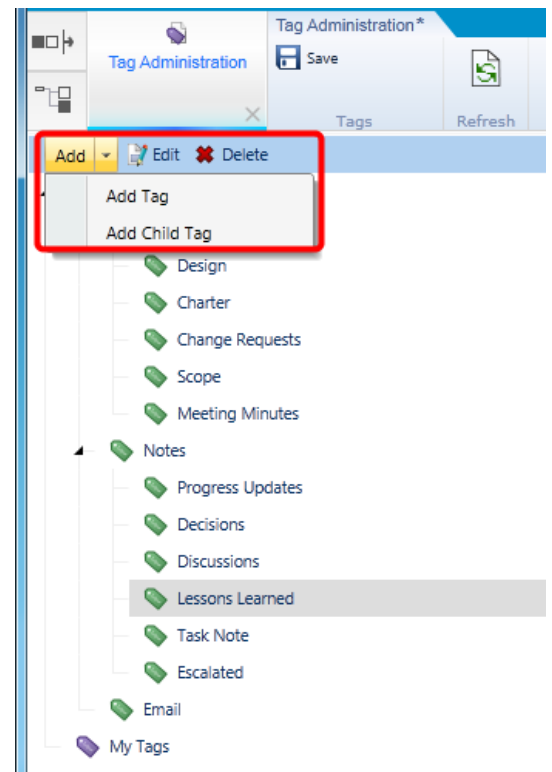 Tag Administration*
Tag Administration
Save
Tags
Refresh
Add Edit Delete
Add Tag
Add Child Tag
Design
Charter
Change Requests
Scope
Meeting Minutes
Notes
Progress Updates
Decisions
Discussions
Lessons Learned
Task Note
Escalated
Email
My Tags